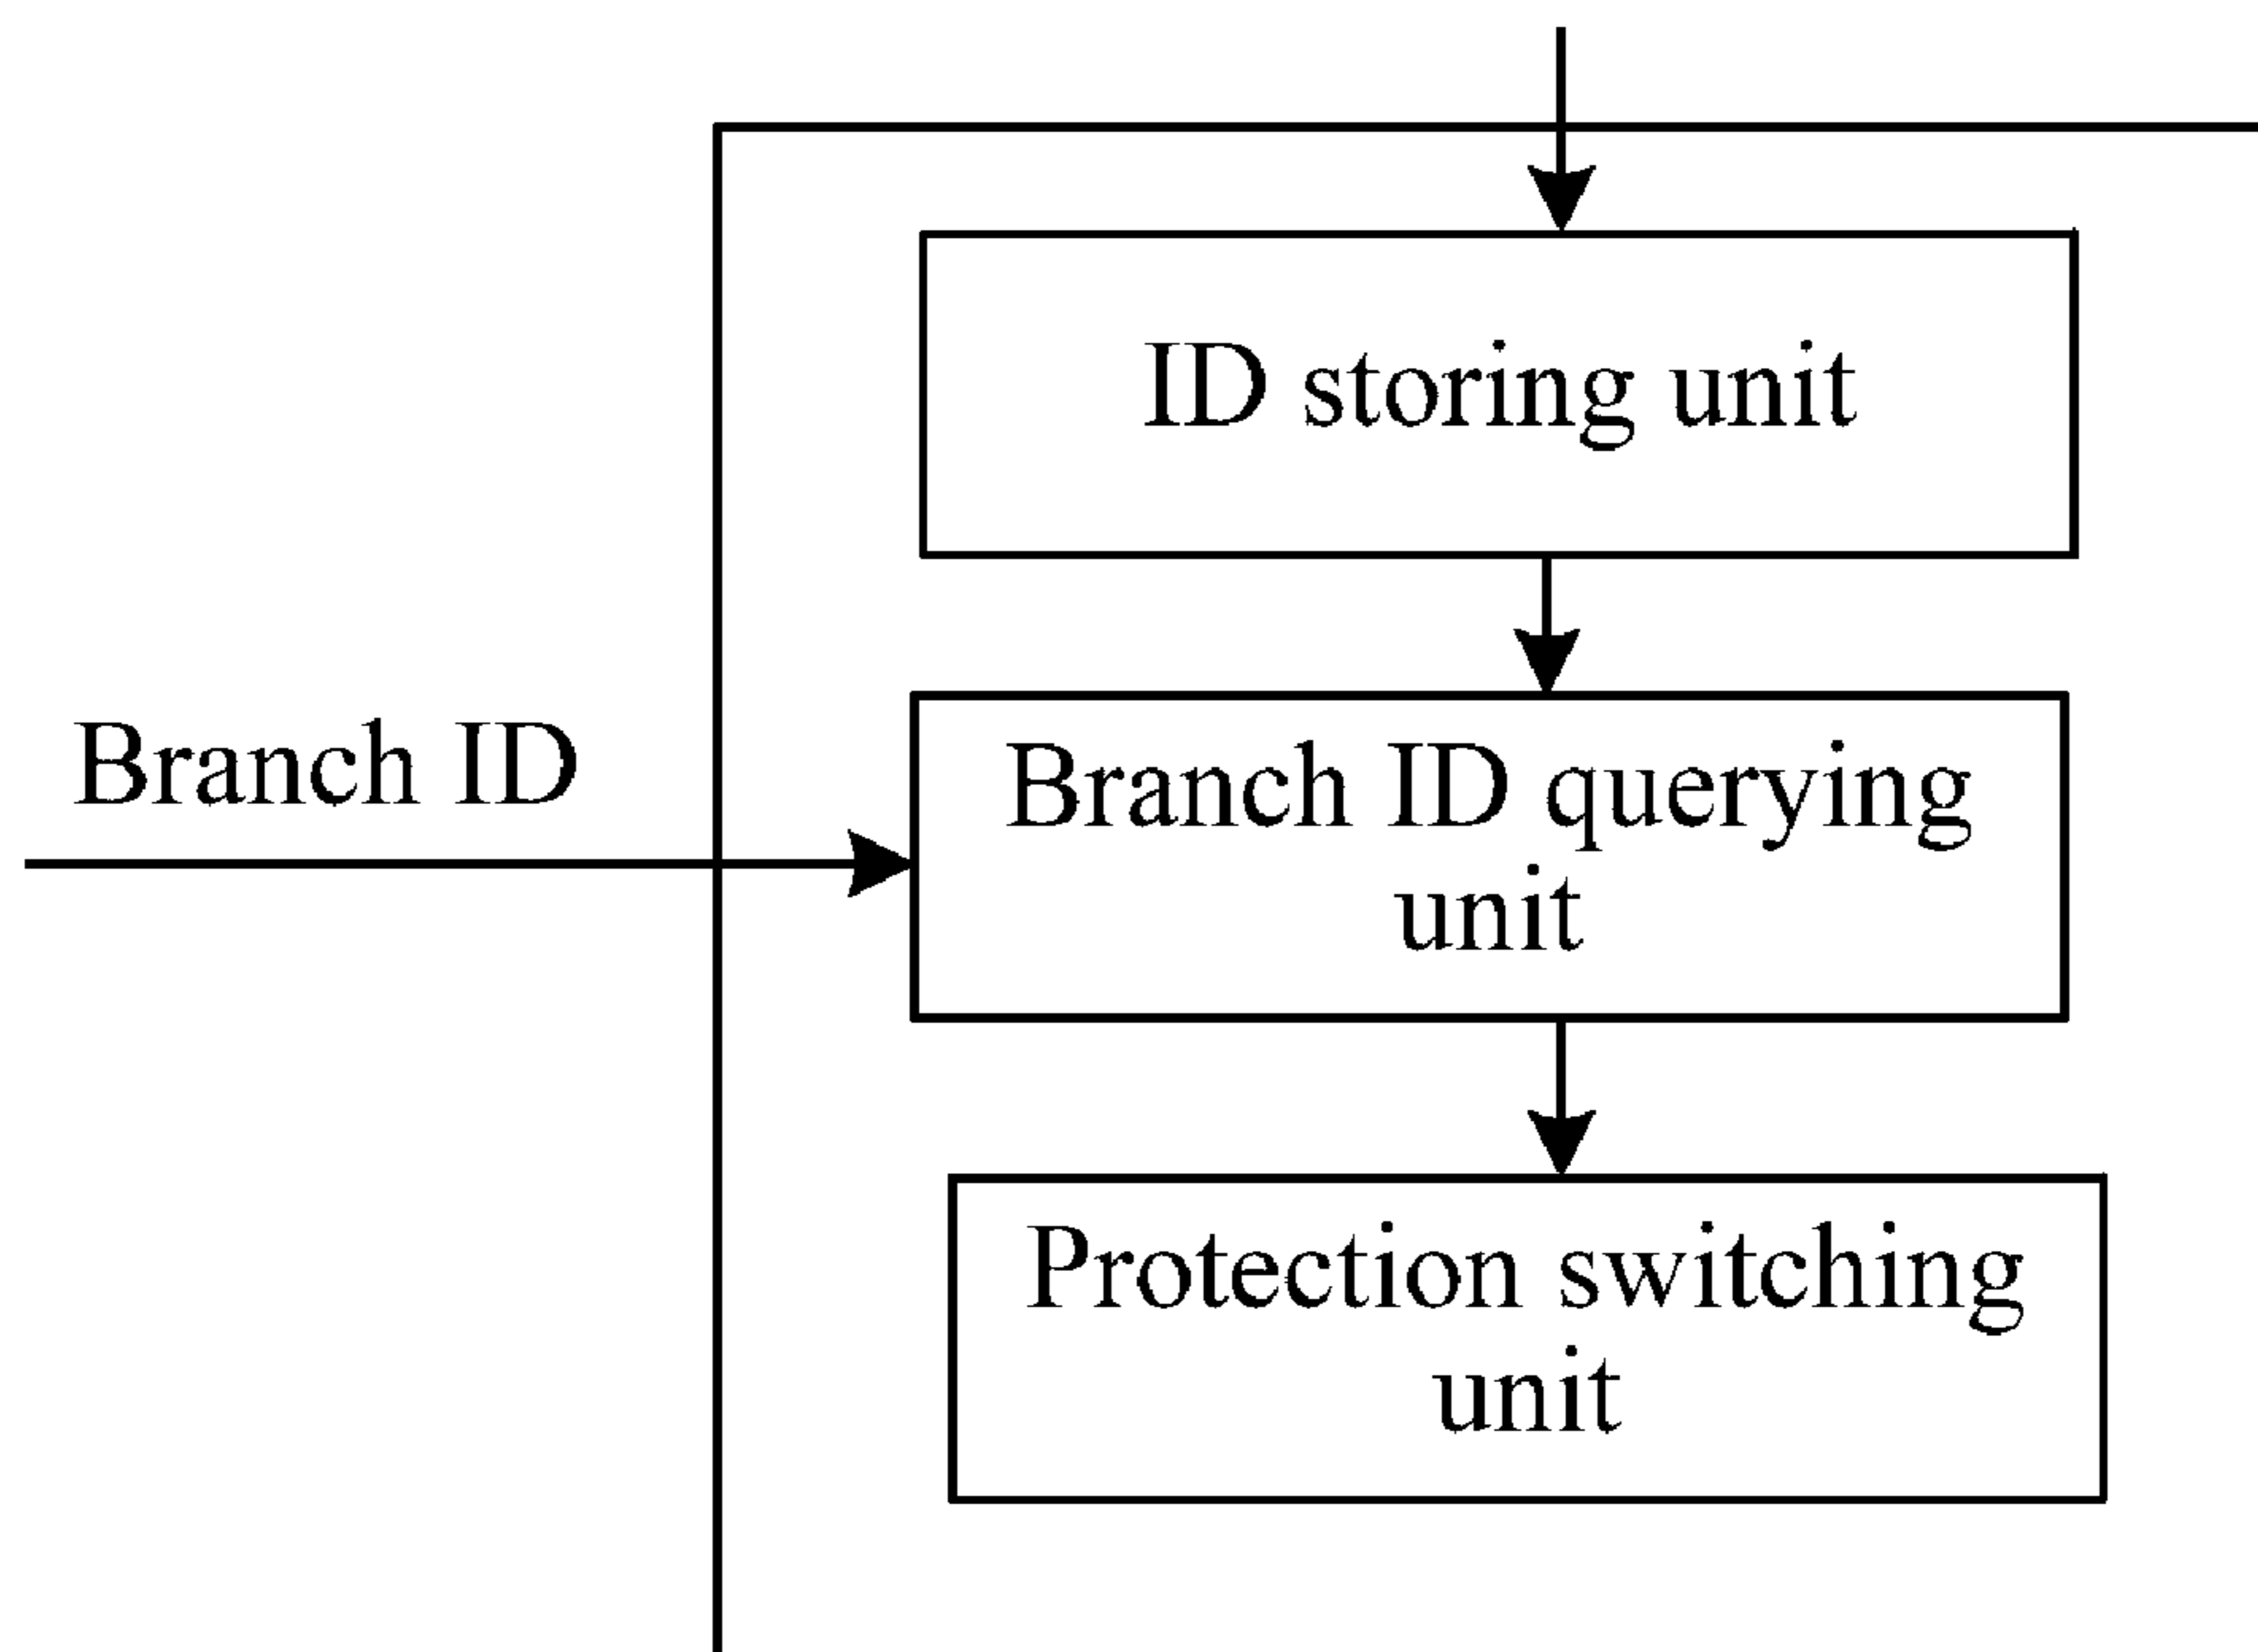 ID storing unit
Branch ID
Branch ID querying
unit
Protection switching
unit